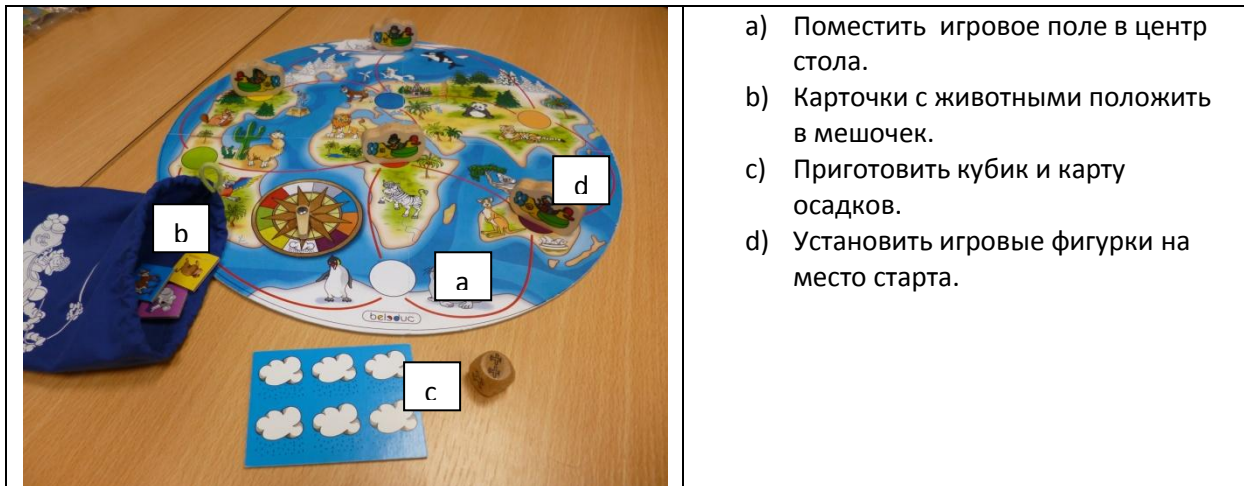 a) Поместить игровое поле в центр
стола.
b) Карточки с животными положить
в мешочек.
c) Приготовить кубик и карту
осадков.
d) Установить игровые фигурки на
место старта.
d
b
a
beleduc
c